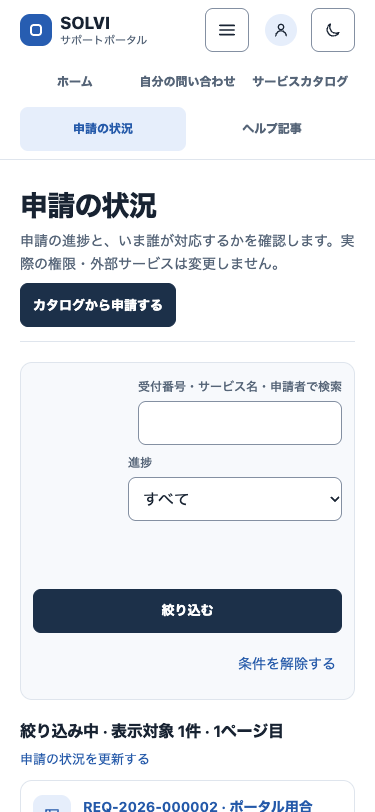 SOLVI
サポートポータル
ホーム
自分の問い合わせ
サービスカタログ
申請の状況
ヘルプ記事
申請の状況
申請の進捗と、いま誰が対応するかを確認します。実
際の権限・外部サービスは変更しません。
カタログから申請する
受付番号・サービス名・申請者で検索
進捗
すべて
絞り込む
条件を解除する
絞り込み中 · 表示対象 1件 · 1ページ目
申請の状況を更新する
REQ-2026-000002 · ポータル用合